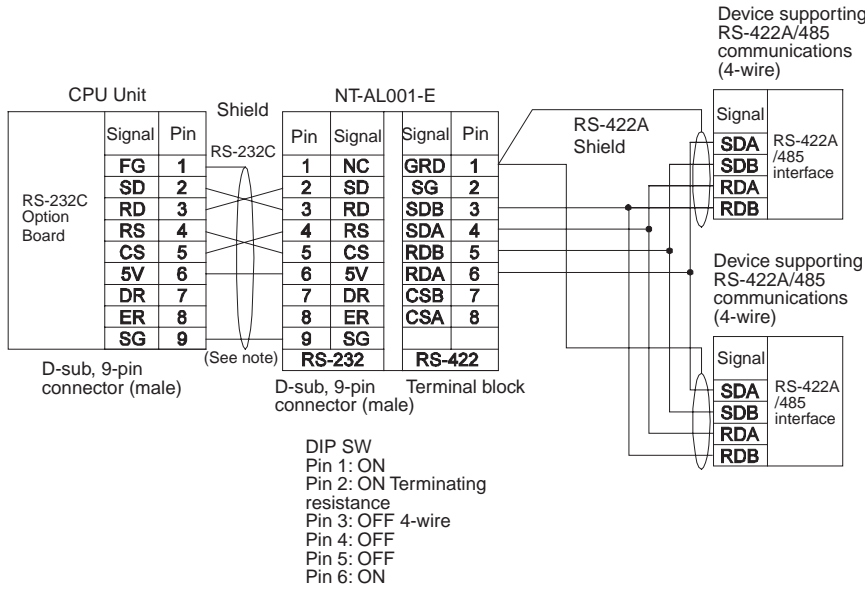 Device supporting
RS-422A/485
communications
(4-wire)
CPU Unit
Shield
NT-AL001-E
RS-232C
RS-422A
Shield
RS-232C
Option
Board
Signal Pin
FG 1
SD 2
RD 3
RS 4
CS 5
5V 6
DR 7
ER 8
SG 9
D-sub, 9-pin
connector (male)
(See note)
Pin Signal
1 NC
2 SD
3 RD
4 RS
5 CS
6 5V
7 DR
8 ER
9 SG
RS-232
D-sub, 9-pin
connector (male)
Signal Pin
GRD 1
SG 2
SDB 3
SDA 4
RDB 5
RDA 6
CSB 7
CSA 8
RS-422
Terminal block
Signal
SDA
SDB
RDA
RDB
RS-422A
/485
interface
Device supporting
RS-422A/485
communications
(4-wire)
Signal
SDA
SDB
RDA
RDB
RS-422A
/485
interface
DIP SW
Pin 1: ON
Pin 2: ON Terminating
resistance
Pin 3: OFF 4-wire
Pin 4: OFF
Pin 5: OFF
Pin 6: ON